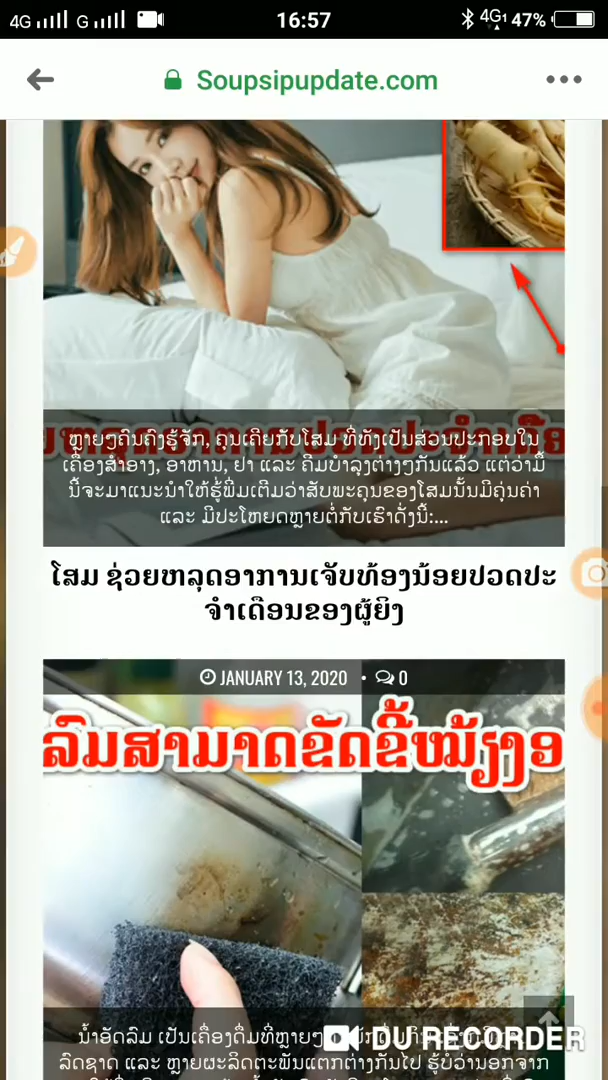 4G G 16:57 4G 1 47%
Soupsipupdate.com
ຫຼາຍໆຄົນຄົງຮູ້ຈັກ, ຄຸນເຄີຍກັບໂສມ ທີ່ທັງເປັນສ່ວນປະກອບໃນ
ເຄື່ອງສຳອາງ, ອາຫານ, ຢາ ແລະ ຄີມບຳລຸງຕ່າງໆກັນແລ້ວ ແຕ່ວ່າມື້
ນີ້ຈະມາແນະນຳໃຫ້ຮູ້ພີ່ມເຕີມວ່າສັບພະຄຸນຂອງໂສມນັ້ນມີຄຸ່ນຄ່າ
ແລະ ມີປະໂຫຍດຫຼາຍຕໍ່ກັບເຮົາດັ່ງນີ້:...
ໂສມ ຊ່ວຍຫລຸດອາການເຈັບທ້ອງນ້ອຍປວດປະ
ຈຳເດືອນຂອງຜູ້ຍິງ
JANUARY 13, 2020 • 0
ລົມສາມາດຂັດຂີ້ໝ້ຽງອ
ນ້ຳອັດລົມ ເປັນເຄື່ອງດື່ມທີ່ຫຼາຍໆ
DU RECORDER
ລົດຊາດ ແລະ ຫຼາຍຜະລິດຕະພັນແຕກຕ່າງກັນໄປ ຮູ້ບໍ່ວ່ານອກຈາກ